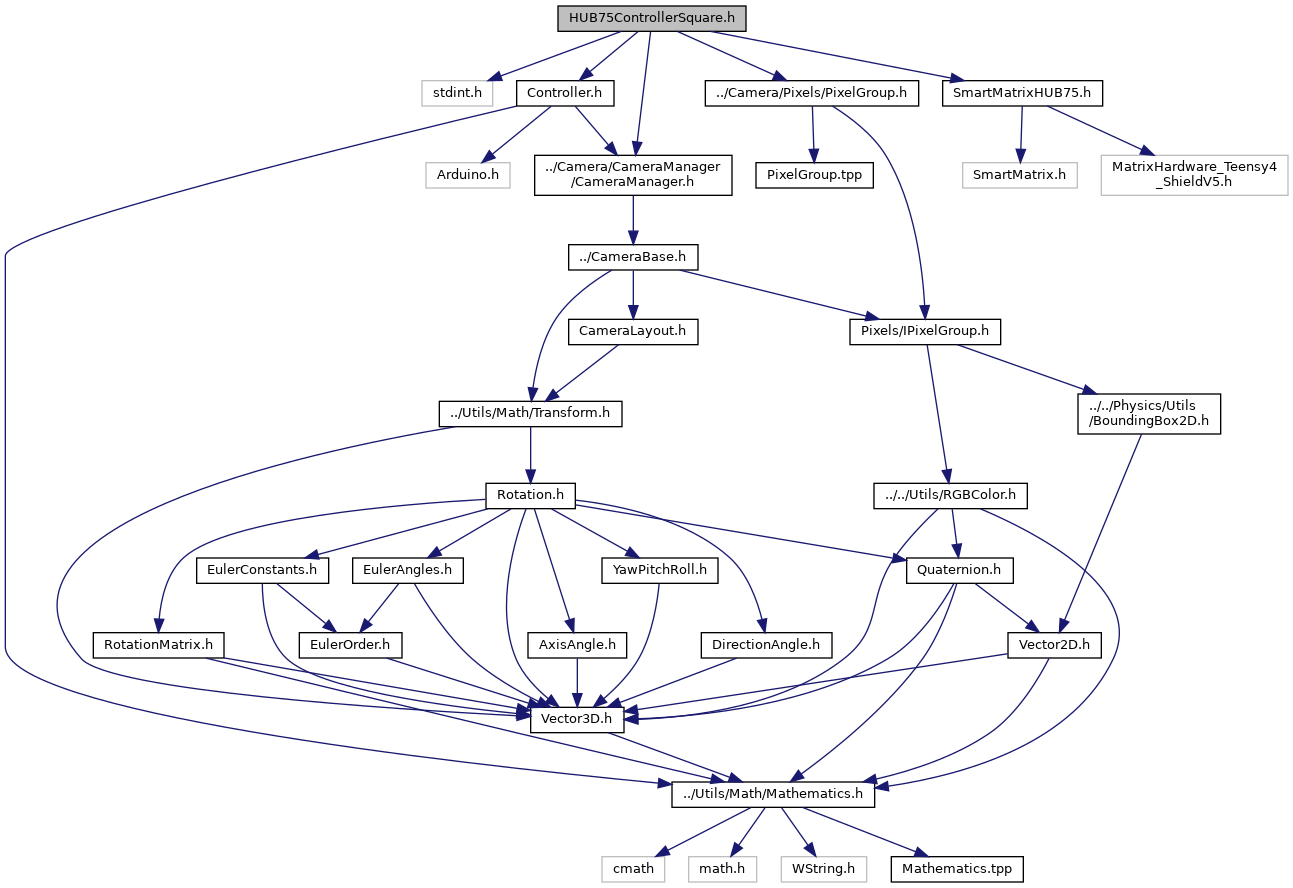 HUB75ControllerSquare.h
stdint.h
Controller.h
../Camera/Pixels/PixelGroup.h
SmartMatrixHUB75.h
Arduino.h
../Camera/CameraManager
/CameraManager.h
PixelGroup.tpp
SmartMatrix.h
MatrixHardware_Teensy4
_ShieldV5.h
../CameraBase.h
CameraLayout.h
Pixels/IPixelGroup.h
../Utils/Math/Transform.h
../../Physics/Utils
/BoundingBox2D.h
Rotation.h
../../Utils/RGBColor.h
EulerConstants.h
EulerAngles.h
YawPitchRoll.h
Quaternion.h
RotationMatrix.h
EulerOrder.h
AxisAngle.h
DirectionAngle.h
Vector2D.h
Vector3D.h
../Utils/Math/Mathematics.h
cmath
math.h
WString.h
Mathematics.tpp